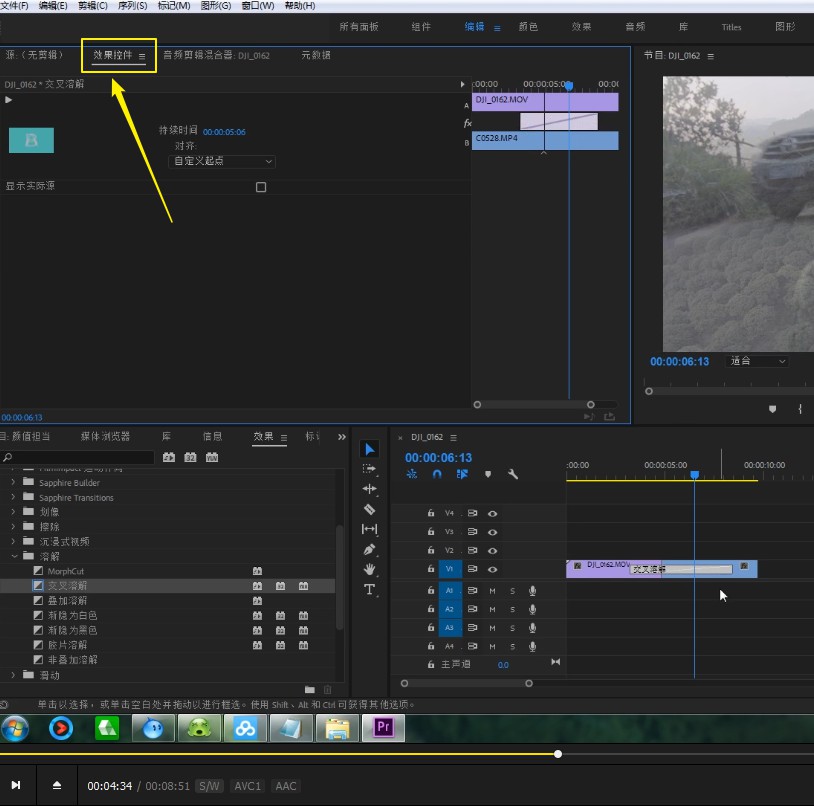 文件(F) 编辑(E) 剪辑(C) 序列(S) 标记(M) 图形(G) 窗口(W) 帮助(H)
所有面板 组件 编辑 颜色 效果 音频 库 Titles 图形
源：(无剪辑) 效果控件 音频剪辑混合器: DJI_0162 元数据
节目: DJI_0162
DJI_0162 * 交叉溶解
:00:00 00:00:05:00 00:00
A DJI_0162.MOV
fx
B C0528.MP4
B
持续时间 00:00:05:06
对齐:
自定义起点
显示实际源
00:00:06:13 适合
00:00:06:13
目: 颜值担当 媒体浏览器 库 信息 效果 标
Sapphire Builder
Sapphire Transitions
划像
擦除
沉浸式视频
溶解
MorphCut
交叉溶解
叠加溶解
渐隐为白色
渐隐为黑色
胶片溶解
非叠加溶解
滑动
× DJI_0162
00:00:06:13
:00:00 00:00:05:00 00:00:10:00
V4
V3
V2
V1 DJI_0162.MOV 交叉溶解
A1 M S
A2 M S
A3 M S
A4 M S
主声道 0.0
单击以选择，或单击空白处并拖动以进行框选。使用 Shift、Alt 和 Ctrl 可获得其他选项。
Pr
00:04:34 / 00:08:51 S/W AVC1 AAC